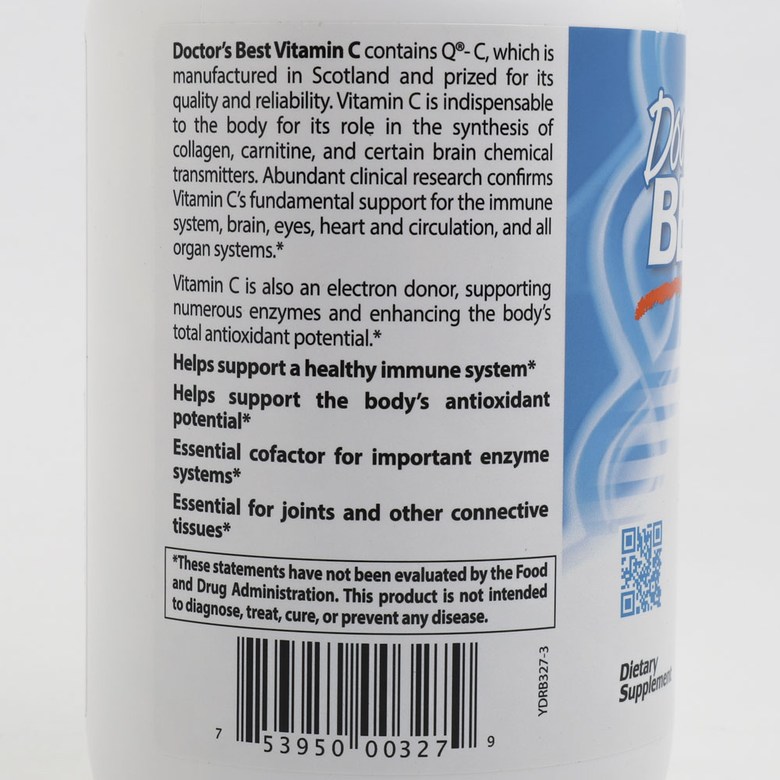 Doctor's Best Vitamin C contains Q®- C, which is
manufactured in Scotland and prized for its
quality and reliability. Vitamin C is indispensable
to the body for its role in the synthesis of
collagen, carnitine, and certain brain chemical
transmitters. Abundant clinical research confirms
Vitamin C's fundamental support for the immune
system, brain, eyes, heart and circulation, and all
organ systems.*
Vitamin C is also an electron donor, supporting
numerous enzymes and enhancing the body's
total antioxidant potential.*
Helps support a healthy immune system*
Helps support the body's antioxidant
potential*
Essential cofactor for important enzyme
systems*
Essential for joints and other connective
tissues*
*These statements have not been evaluated by the Food
and Drug Administration. This product is not intended
to diagnose, treat, cure, or prevent any disease.
7 53950 00327 9
YDRB327-3
Dietary
Supplement